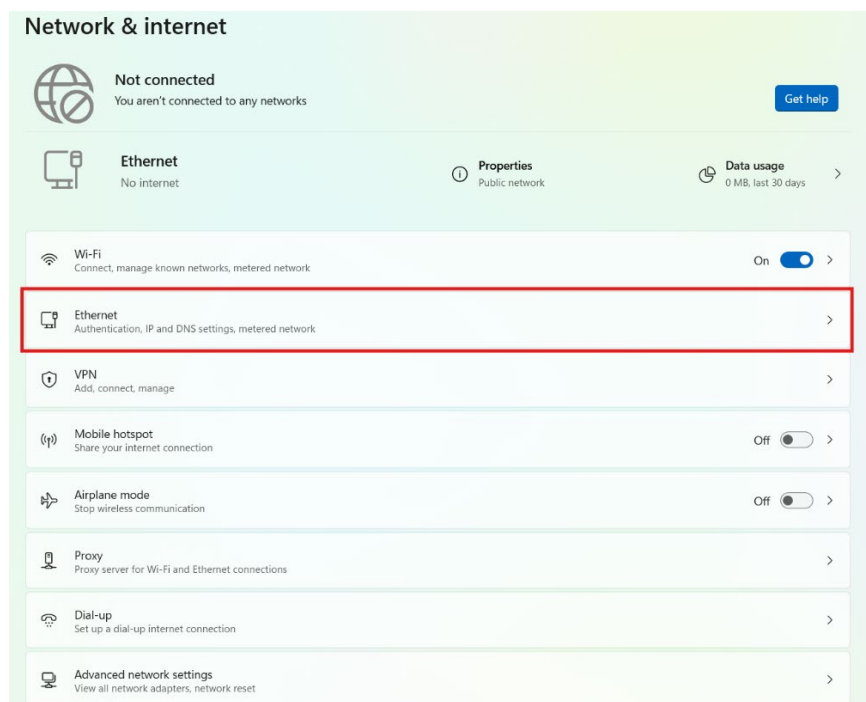 Network & internet
Not connected
You aren't connected to any networks
Get help
Ethernet
No internet
Properties
Public network
Data usage
0 MB, last 30 days
Wi-Fi
Connect, manage known networks, metered network
On
Ethernet
Authentication, IP and DNS settings, metered network
VPN
Add, connect, manage
Mobile hotspot
Share your internet connection
Off
Airplane mode
Stop wireless communication
Off
Proxy
Proxy server for Wi-Fi and Ethernet connections
Dial-up
Set up a dial-up internet connection
Advanced network settings
View all network adapters, network reset